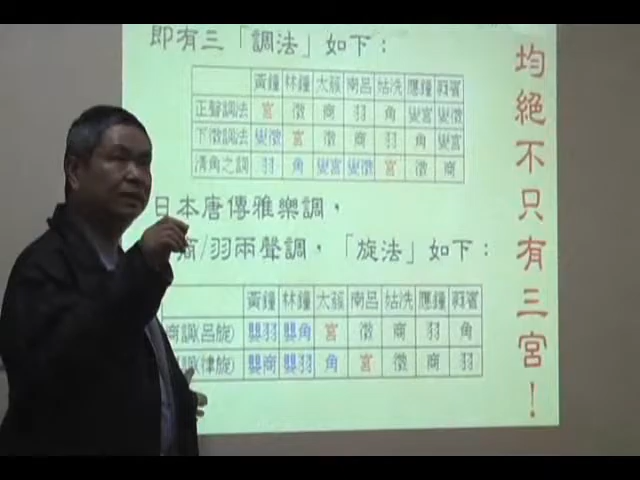 即有三「調法」如下：
黃鐘 林鐘 太簇 南呂 姑洗 應鐘 蕤賓
正聲調法 宮 徵 商 羽 角 變宮 變徵
下徵調法 變徵 宮 徵 商 羽 角 變宮
清角之調 羽 角 變宮 變徵 宮 徵 商
日本唐傳雅樂調，
商/羽兩聲調，「旋法」如下：
黃鐘 林鐘 太簇 南呂 姑洗 應鐘 蕤賓
商調(呂旋) 嬰羽 嬰角 宮 徵 商 羽 角
調(律旋) 嬰商 嬰羽 角 宮 徵 商 羽
均絕不只有三宮！